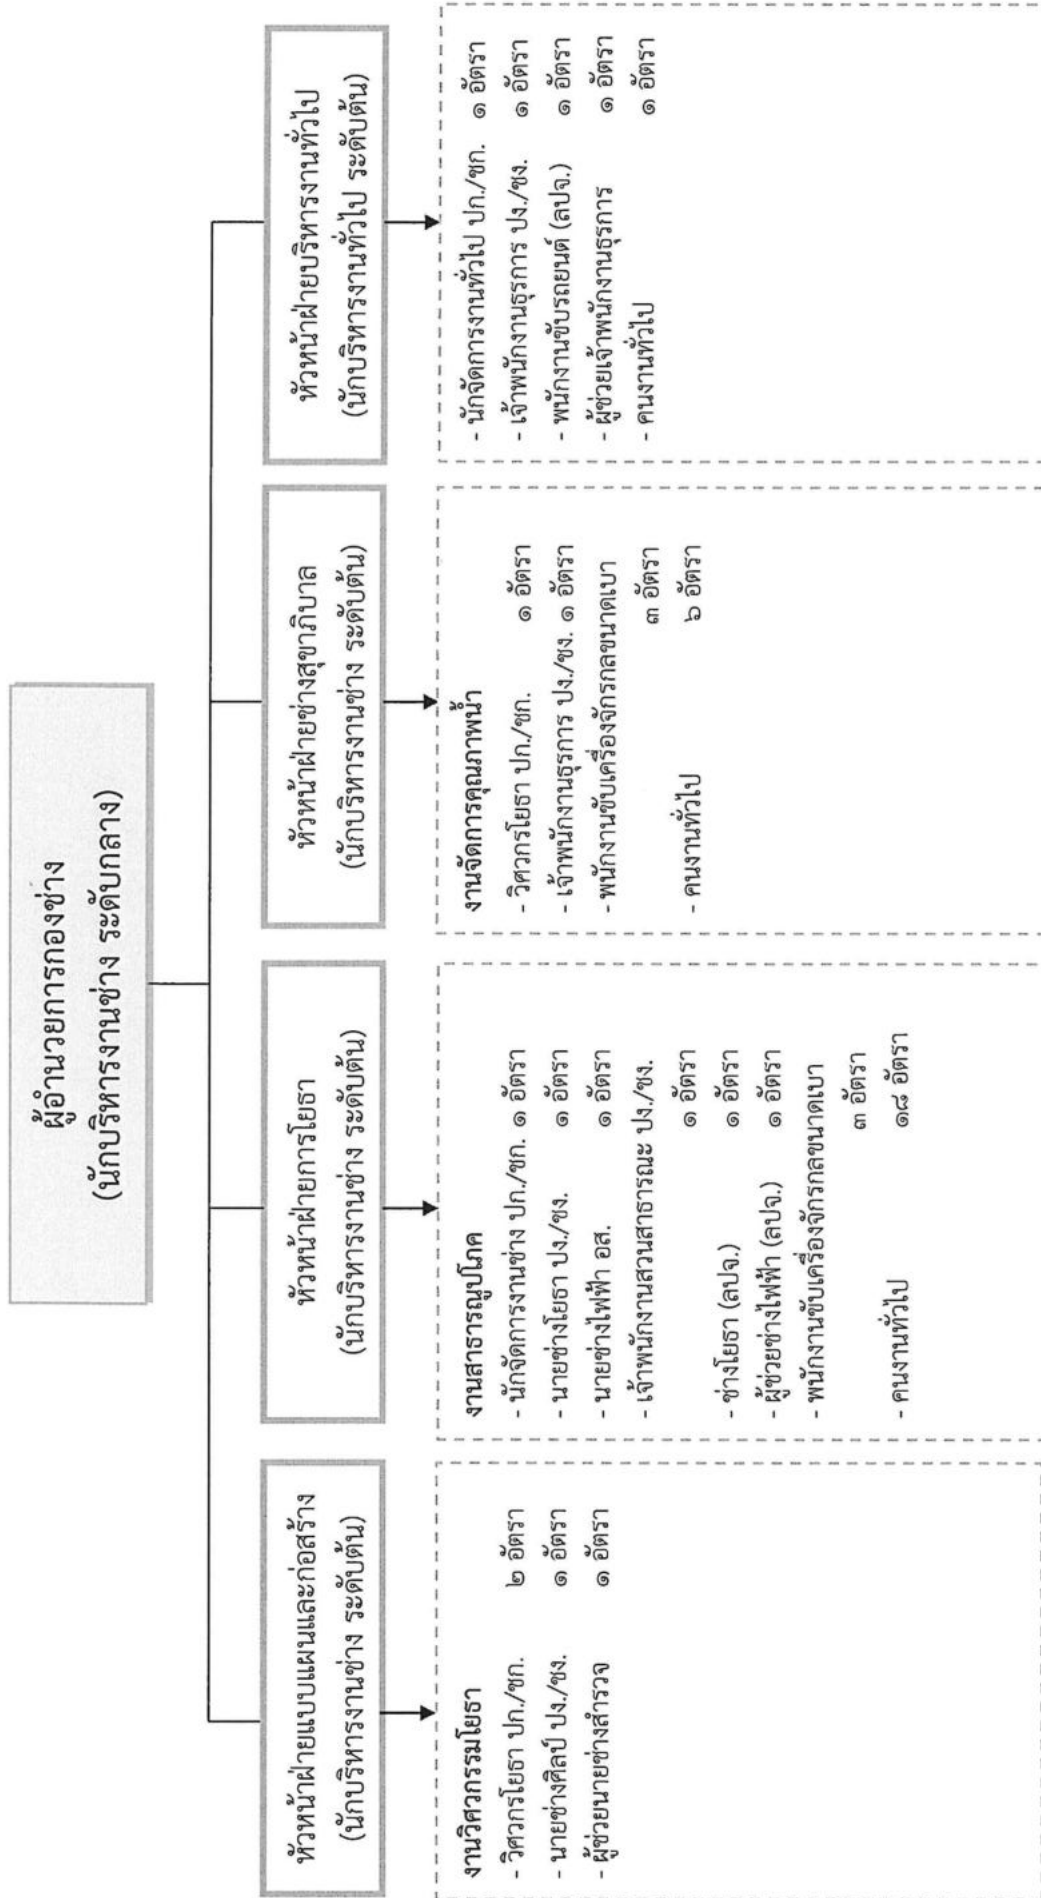 ผู้อำนวยการกองช่าง
(นักบริหารงานช่าง ระดับกลาง)
หัวหน้าฝ่ายแบบแผนและก่อสร้าง
(นักบริหารงานช่าง ระดับต้น)
งานวิศวกรรมโยธา
- วิศวกรโยธา ปก./ชก. ๒ อัตรา
- นายช่างศิลป์ ปง./ชง. ๑ อัตรา
- ผู้ช่วยนายช่างสำรวจ ๑ อัตรา
หัวหน้าฝ่ายการโยธา
(นักบริหารงานช่าง ระดับต้น)
งานสาธารณูปโภค
- นักจัดการงานช่าง ปก./ชก. ๑ อัตรา
- นายช่างโยธา ปง./ชง. ๑ อัตรา
- นายช่างไฟฟ้า อส. ๑ อัตรา
- เจ้าพนักงานสวนสาธารณะ ปง./ชง.
๑ อัตรา
- ช่างโยธา (ลปจ.) ๑ อัตรา
- ผู้ช่วยช่างไฟฟ้า (ลปจ.) ๑ อัตรา
- พนักงานขับเครื่องจักรกลขนาดเบา
๓ อัตรา
- คนงานทั่วไป ๑๘ อัตรา
หัวหน้าฝ่ายช่างสุขาภิบาล
(นักบริหารงานช่าง ระดับต้น)
งานจัดการคุณภาพน้ำ
- วิศวกรโยธา ปก./ชก. ๑ อัตรา
- เจ้าพนักงานธุรการ ปง./ชง. ๑ อัตรา
- พนักงานขับเครื่องจักรกลขนาดเบา
๓ อัตรา
- คนงานทั่วไป ๖ อัตรา
หัวหน้าฝ่ายบริหารงานทั่วไป
(นักบริหารงานทั่วไป ระดับต้น)
- นักจัดการงานทั่วไป ปก./ชก. ๑ อัตรา
- เจ้าพนักงานธุรการ ปง./ชง. ๑ อัตรา
- พนักงานขับรถยนต์ (ลปจ.) ๑ อัตรา
- ผู้ช่วยเจ้าพนักงานธุรการ ๑ อัตรา
- คนงานทั่วไป ๑ อัตรา